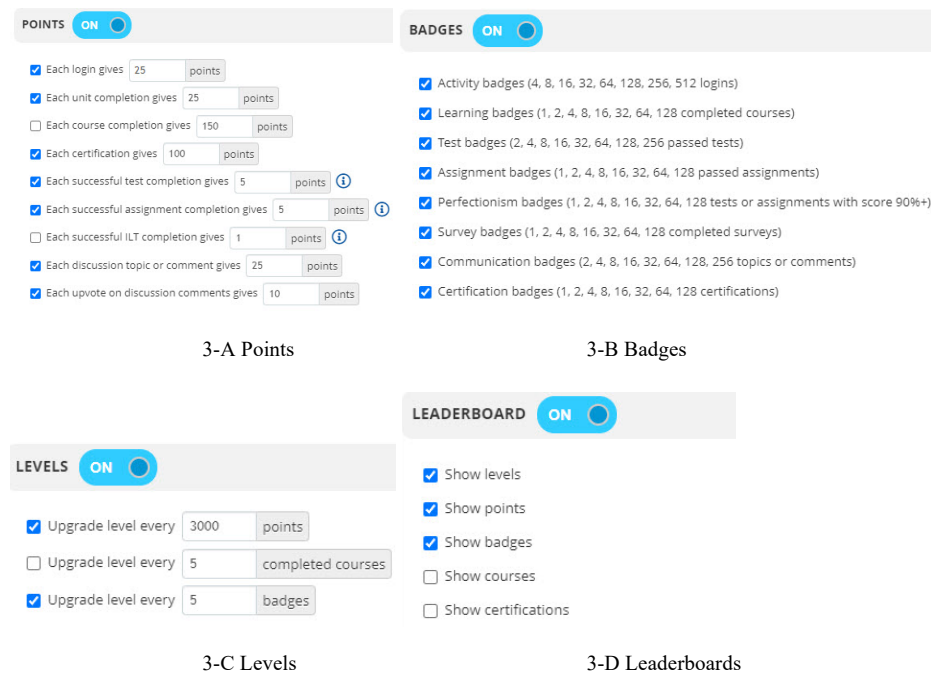 POINTS ON
Each login gives 25 points
Each unit completion gives 25 points
Each course completion gives 150 points
Each certification gives 100 points
Each successful test completion gives 5 points i
Each successful assignment completion gives 5 points i
Each successful ILT completion gives 1 points i
Each discussion topic or comment gives 25 points
Each upvote on discussion comments gives 10 points
3-A Points
BADGES ON
Activity badges (4, 8, 16, 32, 64, 128, 256, 512 logins)
Learning badges (1, 2, 4, 8, 16, 32, 64, 128 completed courses)
Test badges (2, 4, 8, 16, 32, 64, 128, 256 passed tests)
Assignment badges (1, 2, 4, 8, 16, 32, 64, 128 passed assignments)
Perfectionism badges (1, 2, 4, 8, 16, 32, 64, 128 tests or assignments with score 90%+)
Survey badges (1, 2, 4, 8, 16, 32, 64, 128 completed surveys)
Communication badges (2, 4, 8, 16, 32, 64, 128, 256 topics or comments)
Certification badges (1, 2, 4, 8, 16, 32, 64, 128 certifications)
3-B Badges
LEVELS ON
Upgrade level every 3000 points
Upgrade level every 5 completed courses
Upgrade level every 5 badges
3-C Levels
LEADERBOARD ON
Show levels
Show points
Show badges
Show courses
Show certifications
3-D Leaderboards